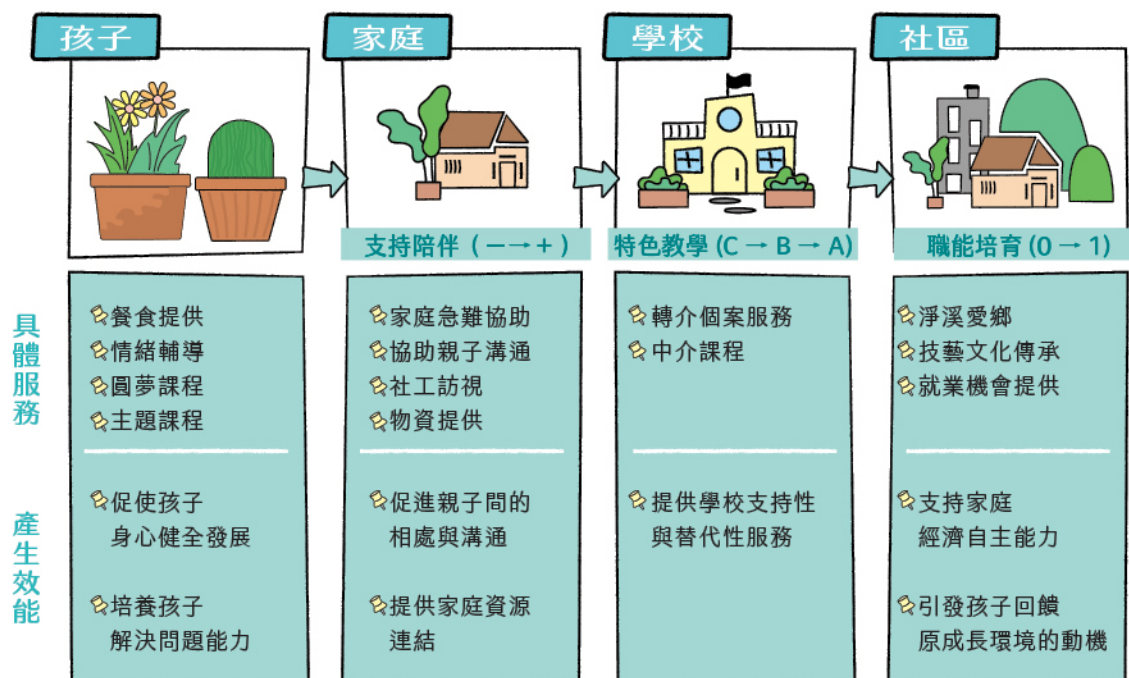 孩子
家庭
學校
社區
支持陪伴 (－→＋)
特色教學 (C → B → A)
職能培育 (0 → 1)
具體服務
餐食提供
情緒輔導
圓夢課程
主題課程
家庭急難協助
協助親子溝通
社工訪視
物資提供
轉介個案服務
中介課程
淨溪愛鄉
技藝文化傳承
就業機會提供
產生效能
促使孩子
身心健全發展
培養孩子
解決問題能力
促進親子間的
相處與溝通
提供家庭資源
連結
提供學校支持性
與替代性服務
支持家庭
經濟自主能力
引發孩子回饋
原成長環境的動機